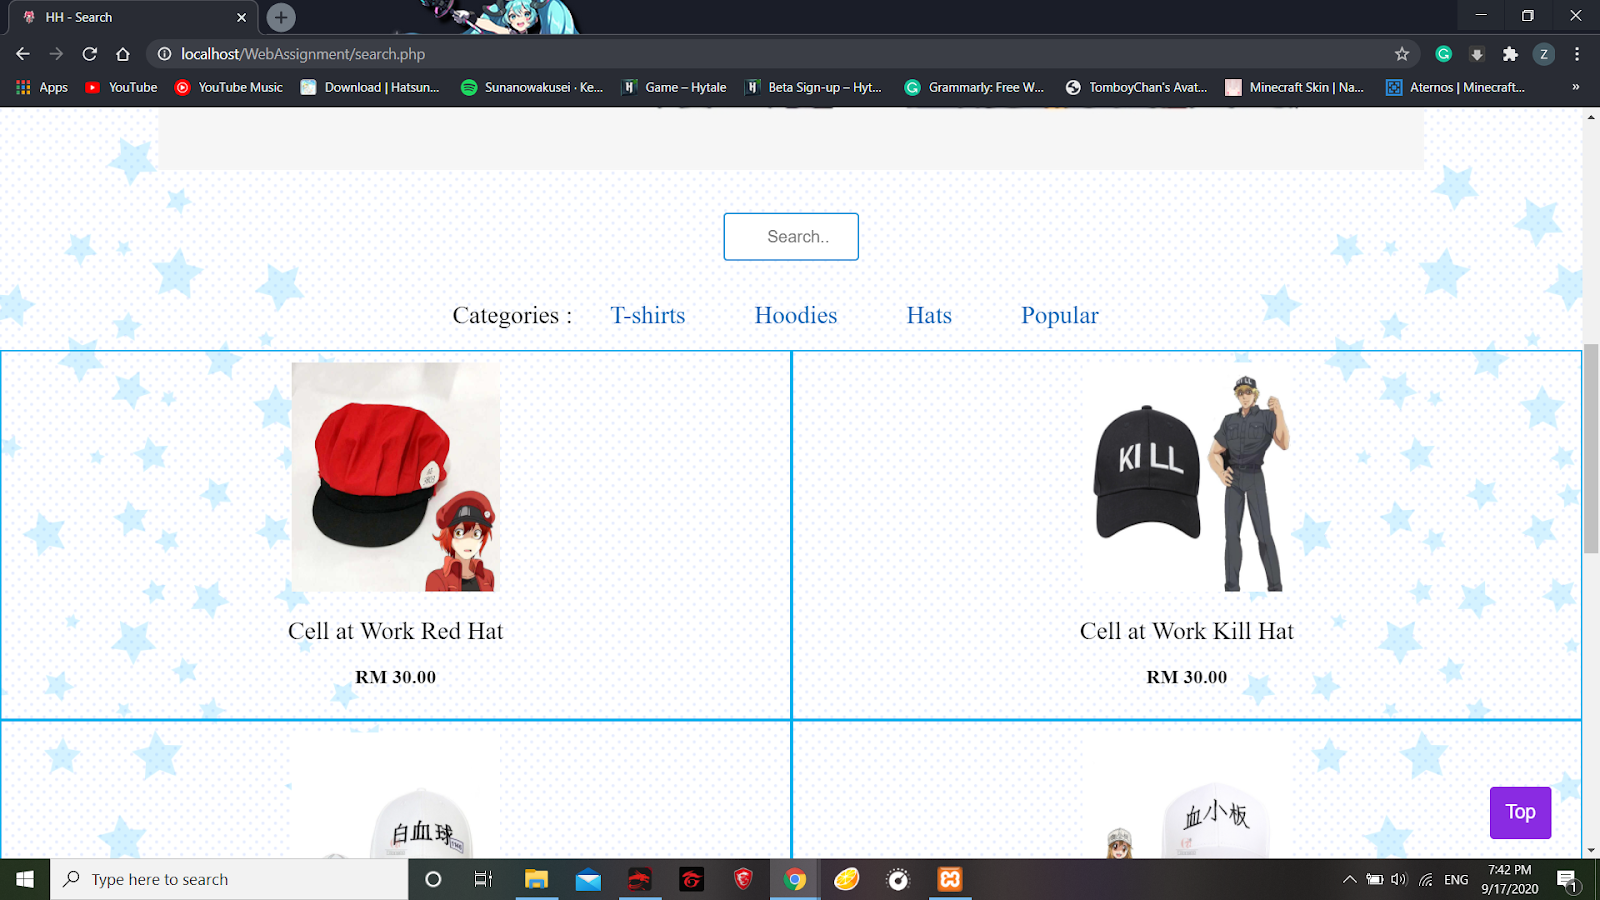 HH - Search
localhost/WebAssignment/search.php
Z
Apps
YouTube
YouTube Music
Download | Hatsun...
Sunanowakusei · Ke...
Game – Hytale
Beta Sign-up – Hyt...
Grammarly: Free W...
TomboyChan's Avat...
Minecraft Skin | Na...
Aternos | Minecraft...
»
Search..
Categories :
T-shirts
Hoodies
Hats
Popular
KILL
KILL
Cell at Work Red Hat
Cell at Work Kill Hat
RM 30.00
RM 30.00
白血球
血小板
Top
Type here to search
ENG
7:42 PM
9/17/2020
1